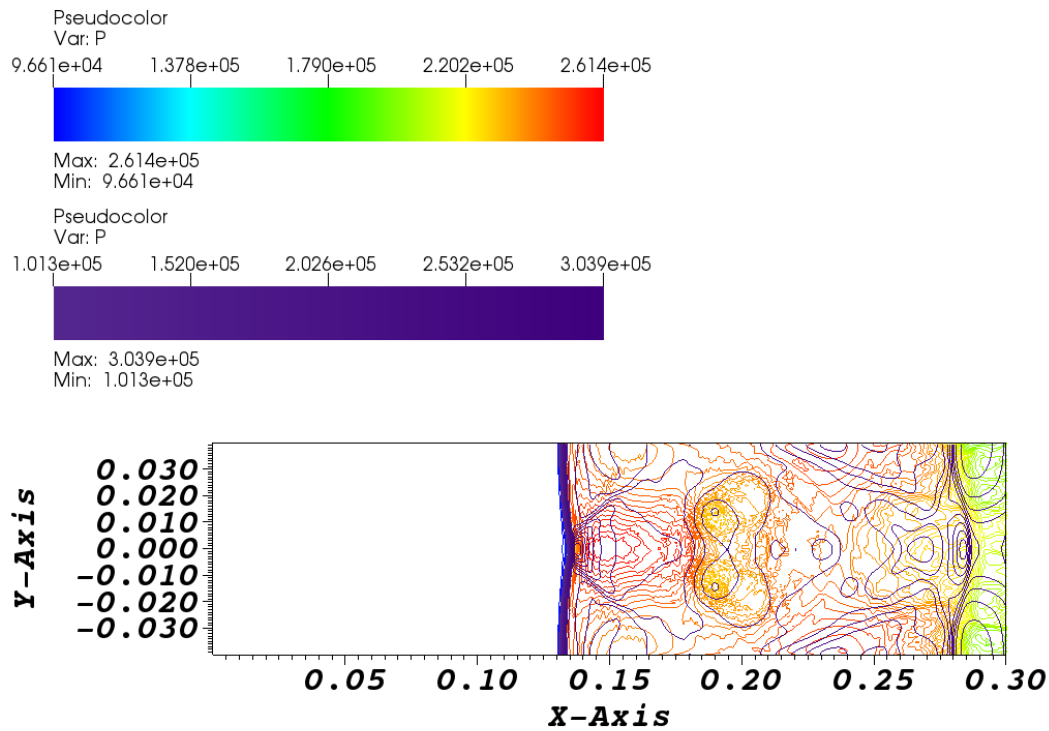 Pseudocolor
Var: P
9.661e+04 1.378e+05 1.790e+05 2.202e+05 2.614e+05
Max: 2.614e+05
Min: 9.661e+04
Pseudocolor
Var: P
1.013e+05 1.520e+05 2.026e+05 2.532e+05 3.039e+05
Max: 3.039e+05
Min: 1.013e+05
Y-Axis
0.030
0.020
0.010
0.000
-0.010
-0.020
-0.030
0.05 0.10 0.15 0.20 0.25 0.30
X-Axis